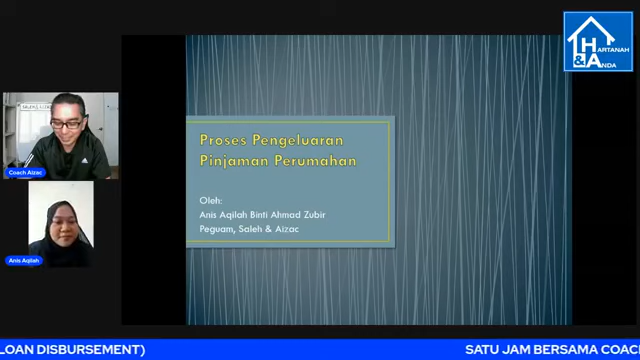 HARTANAH
& ANDA
Coach Aizac
Anis Aqilah
Proses Pengeluaran
Pinjaman Perumahan
Oleh:
Anis Aqilah Binti Ahmad Zubir
Peguam, Saleh & Aizac
LOAN DISBURSEMENT) SATU JAM BERSAMA COACH